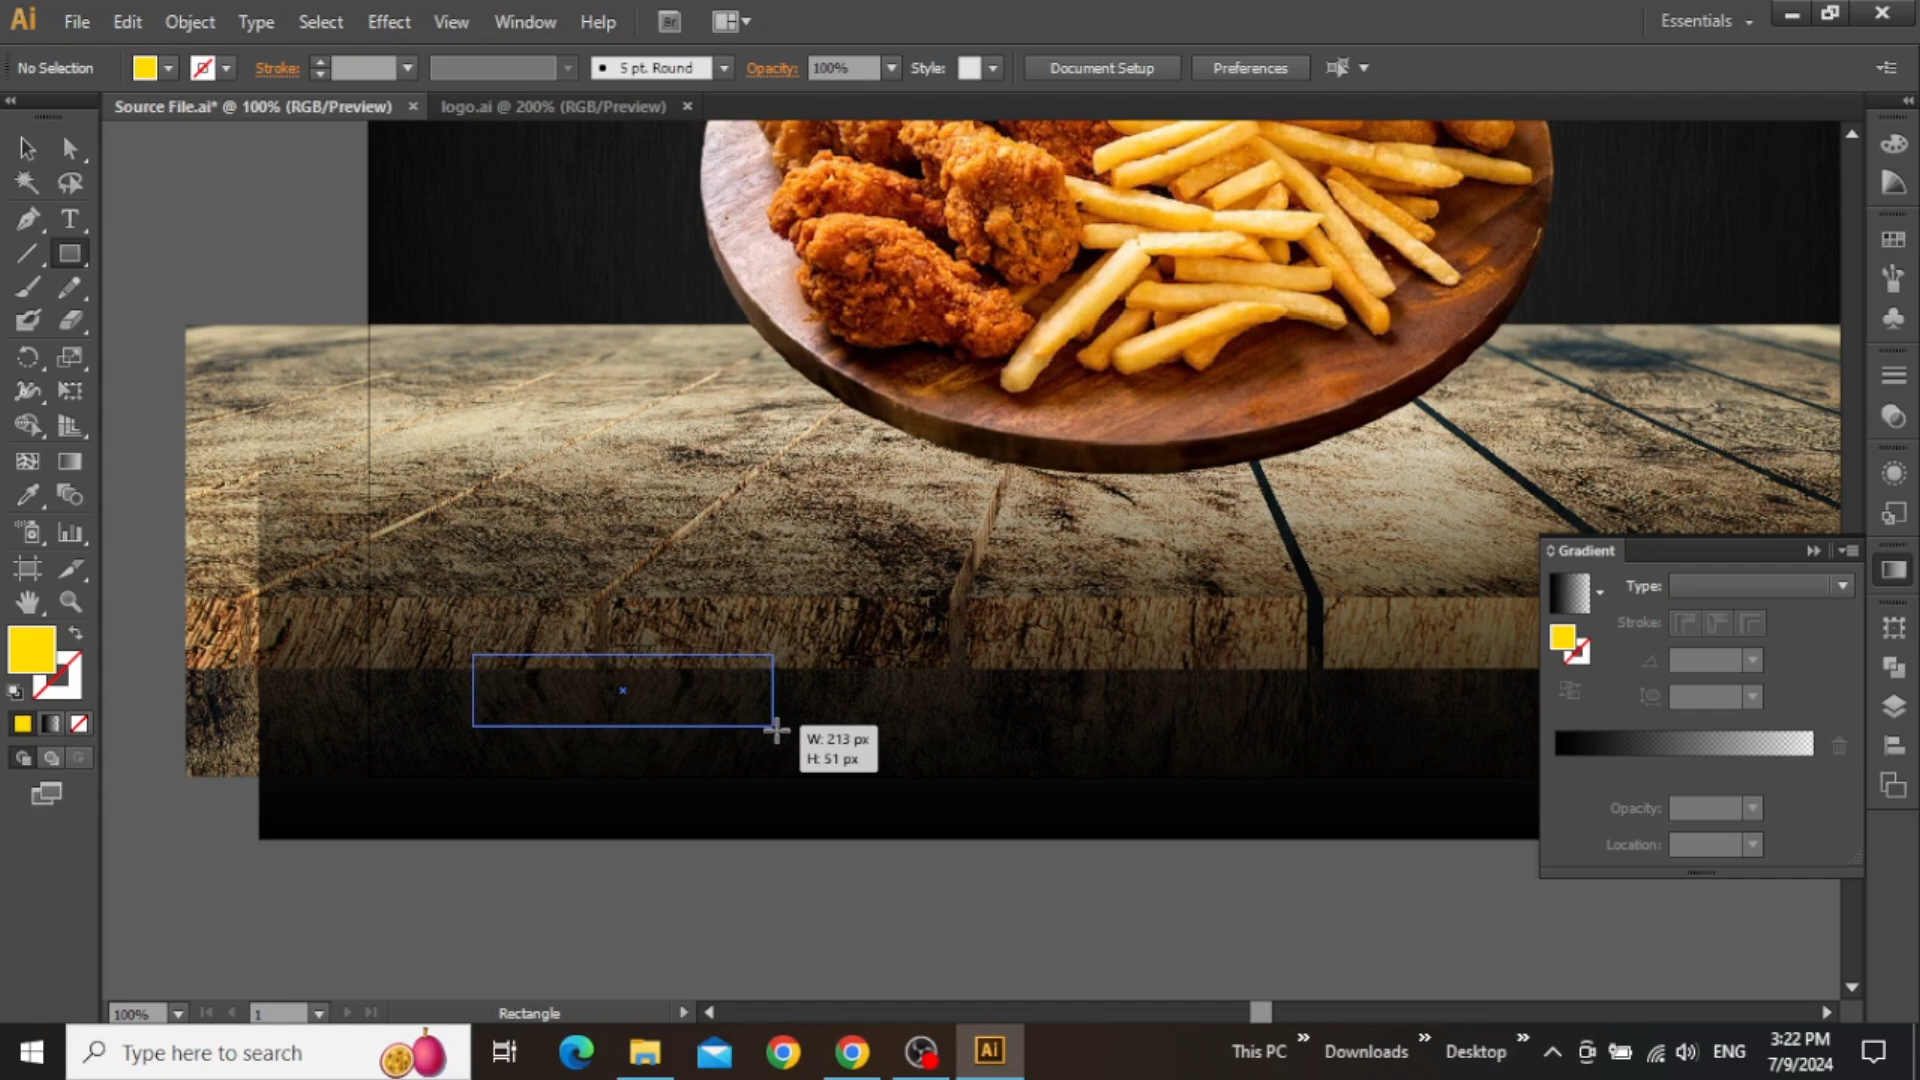 Ai File Edit Object Type Select Effect View Window Help Br Essentials
No Selection Stroke: 5 pt. Round Opacity: 100% Style: Document Setup Preferences
Source File.ai* @ 100% (RGB/Preview) × logo.ai @ 200% (RGB/Preview) ×
T
Gradient
Type:
Stroke:
W: 213 px
H: 51 px
Opacity:
Location:
100% 1 Rectangle
Type here to search Ai This PC Downloads Desktop ENG
3:22 PM
7/9/2024